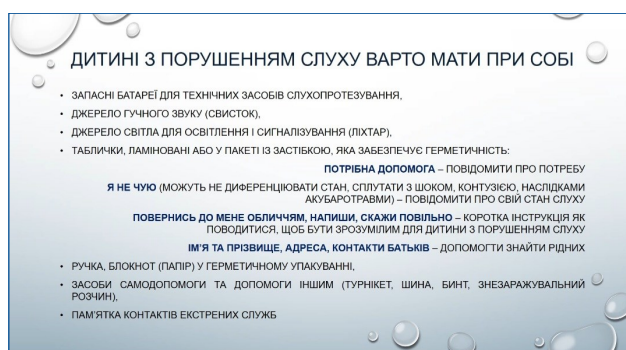 ДИТИНІ З ПОРУШЕННЯМ СЛУХУ ВАРТО МАТИ ПРИ СОБІ
• ЗАПАСНІ БАТАРЕЇ ДЛЯ ТЕХНІЧНИХ ЗАСОБІВ СЛУХОПРОТЕЗУВАННЯ,
• ДЖЕРЕЛО ГУЧНОГО ЗВУКУ (СВИСТОК),
• ДЖЕРЕЛО СВІТЛА ДЛЯ ОСВІТЛЕННЯ І СИГНАЛІЗУВАННЯ (ЛІХТАР),
• ТАБЛИЧКИ, ЛАМІНОВАНІ АБО У ПАКЕТІ ІЗ ЗАСТІБКОЮ, ЯКА ЗАБЕЗПЕЧУЄ ГЕРМЕТИЧНІСТЬ:
ПОТРІБНА ДОПОМОГА – ПОВІДОМИТИ ПРО ПОТРЕБУ
Я НЕ ЧУЮ (МОЖУТЬ НЕ ДИФЕРЕНЦІЮВАТИ СТАН, СПЛУТАТИ З ШОКОМ, КОНТУЗІЄЮ, НАСЛІДКАМИ
АКУБАРОТРАВМИ) – ПОВІДОМИТИ ПРО СВІЙ СТАН СЛУХУ
ПОВЕРНИСЬ ДО МЕНЕ ОБЛИЧЧЯМ, НАПИШИ, СКАЖИ ПОВІЛЬНО – КОРОТКА ІНСТРУКЦІЯ ЯК
ПОВОДИТИСЯ, ЩОБ БУТИ ЗРОЗУМІЛИМ ДЛЯ ДИТИНИ З ПОРУШЕННЯМ СЛУХУ
ІМ'Я ТА ПРІЗВИЩЕ, АДРЕСА, КОНТАКТИ БАТЬКІВ – ДОПОМОГТИ ЗНАЙТИ РІДНИХ
• РУЧКА, БЛОКНОТ (ПАПІР) У ГЕРМЕТИЧНОМУ УПАКУВАННІ,
• ЗАСОБИ САМОДОПОМОГИ ТА ДОПОМОГИ ІНШИМ (ТУРНІКЕТ, ШИНА, БИНТ, ЗНЕЗАРАЖУВАЛЬНИЙ
РОЗЧИН),
• ПАМ'ЯТКА КОНТАКТІВ ЕКСТРЕНИХ СЛУЖБ